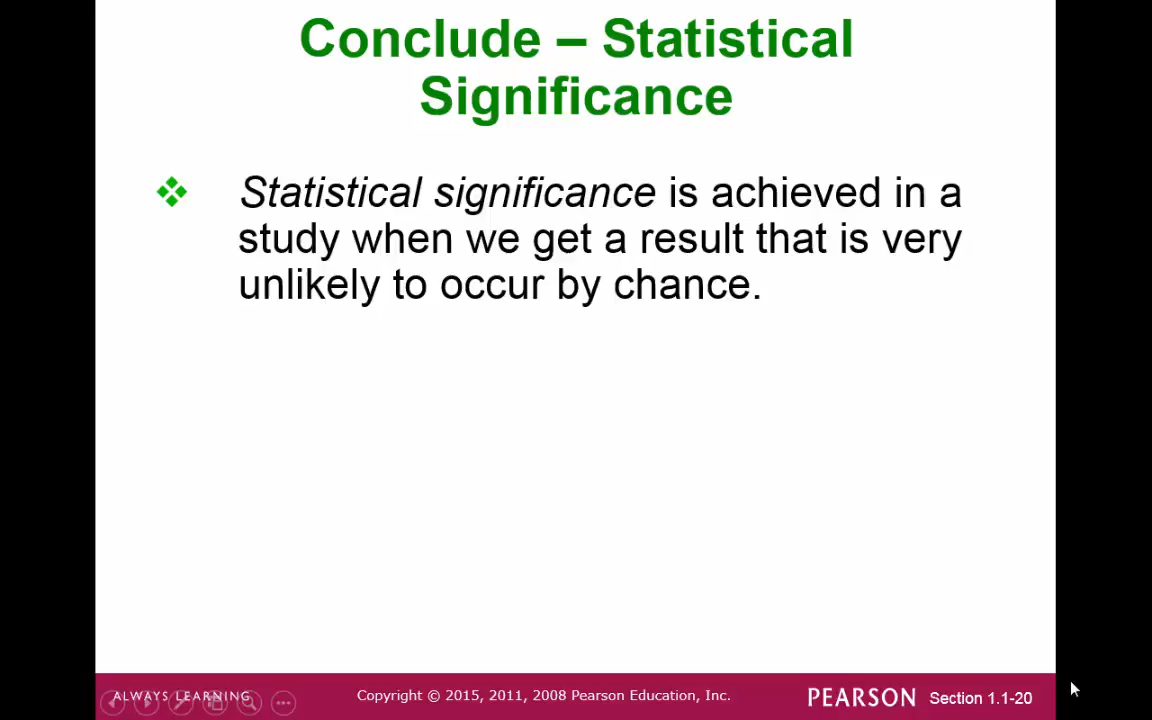 Conclude – Statistical
Significance
Statistical significance is achieved in a
study when we get a result that is very
unlikely to occur by chance.
ALWAYS LEARNING
Copyright © 2015, 2011, 2008 Pearson Education, Inc.
PEARSON
Section 1.1-20